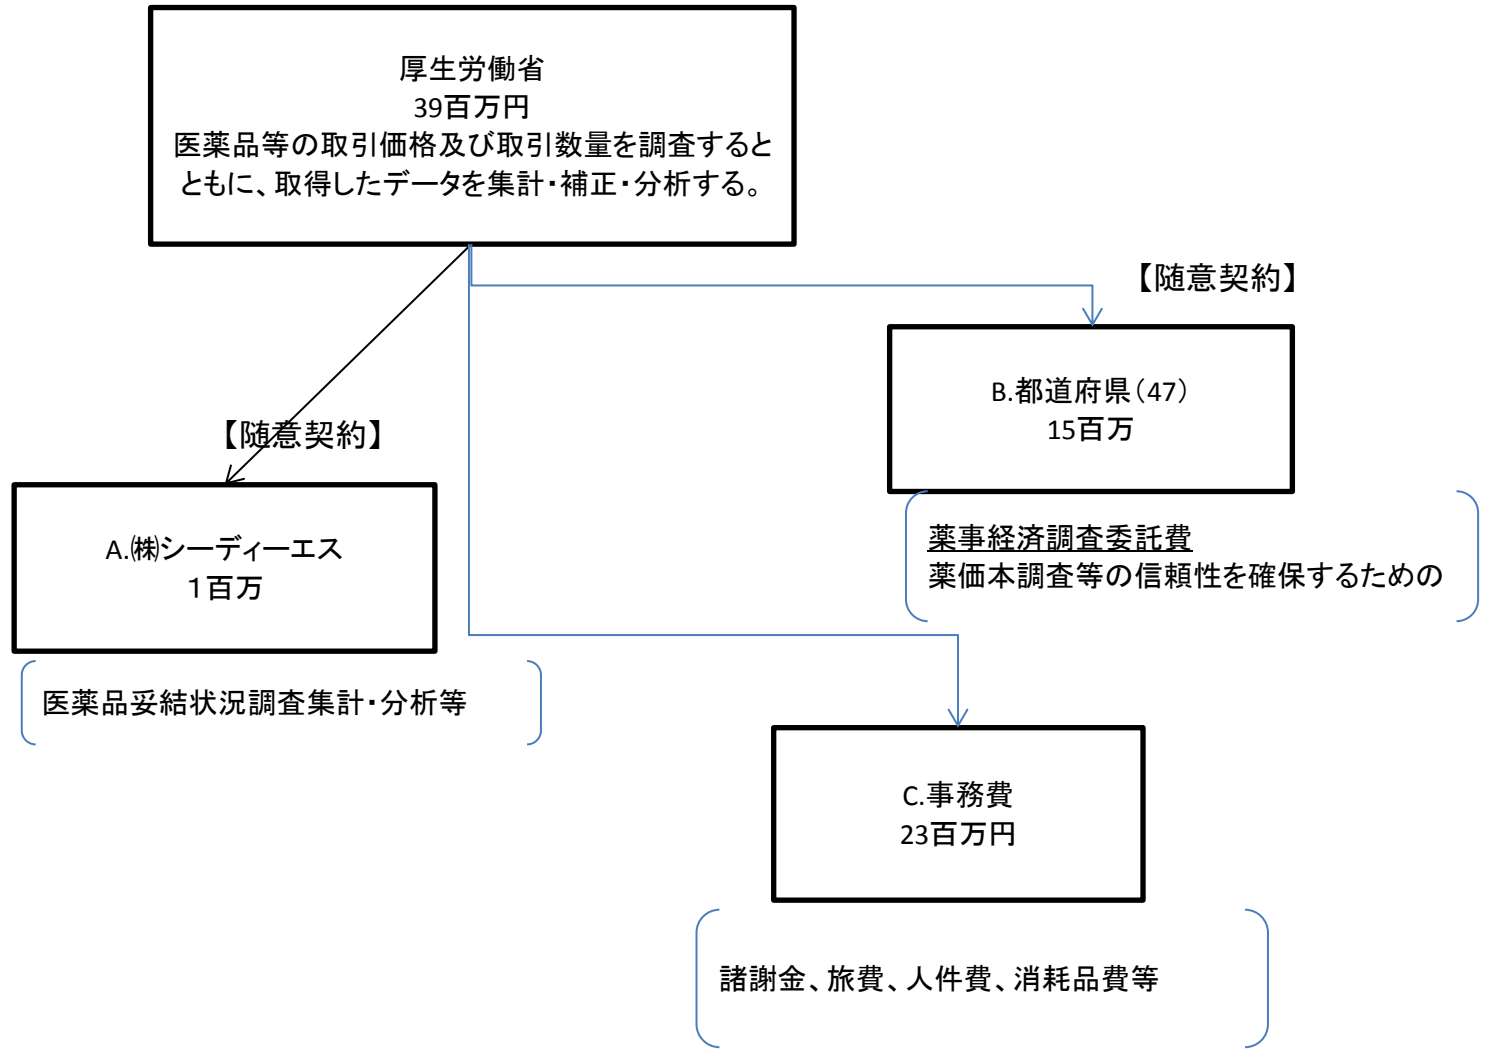 厚生労働省
39百万円
医薬品等の取引価格及び取引数量を調査すると
ともに、取得したデータを集計・補正・分析する。
【随意契約】
B.都道府県（47）
15百万
薬事経済調査委託費
薬価本調査等の信頼性を確保するための
【随意契約】
A.㈱シーディーエス
１百万
医薬品妥結状況調査集計・分析等
C.事務費
23百万円
諸謝金、旅費、人件費、消耗品費等